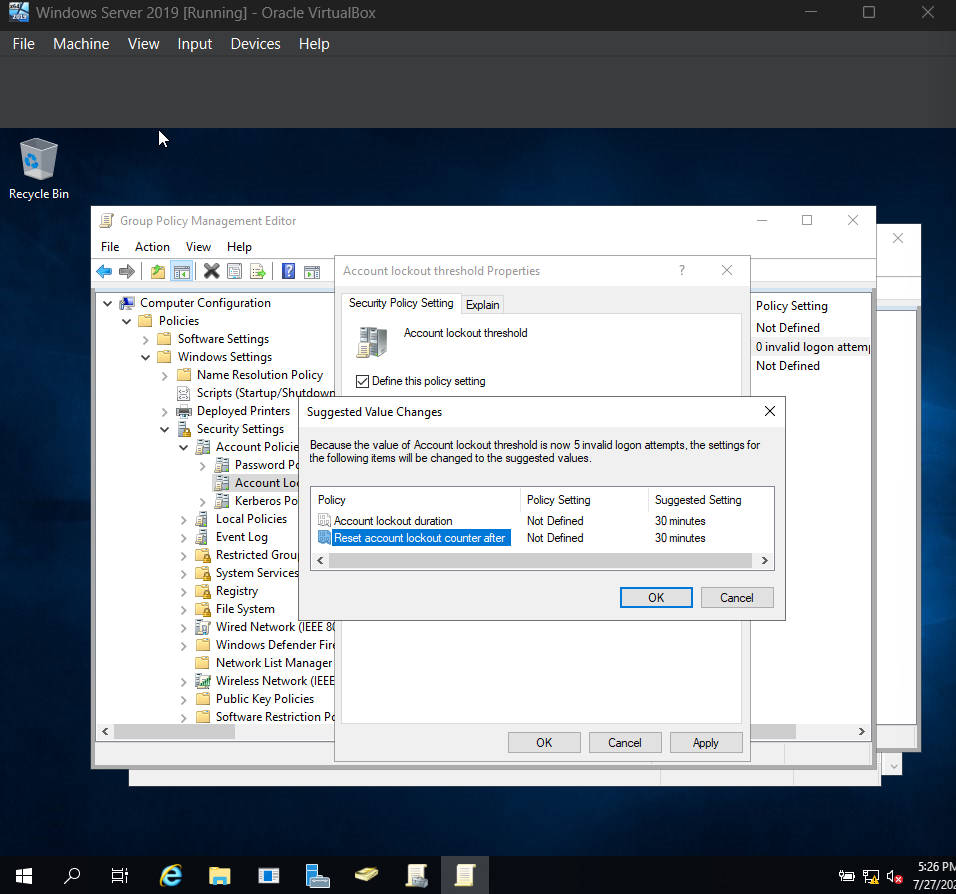 Windows Server 2019 [Running] - Oracle VirtualBox
File Machine View Input Devices Help
Recycle Bin
Group Policy Management Editor
File Action View Help
Account lockout threshold Properties
Security Policy Setting Explain
Account lockout threshold
Define this policy setting
Computer Configuration
Policies
Software Settings
Windows Settings
Name Resolution Policy
Scripts (Startup/Shutdown
Deployed Printers
Security Settings
Account Policie
Password Po
Account Loc
Kerberos Po
Local Policies
Event Log
Restricted Grou
System Services
Registry
File System
Wired Network (IEEE 80
Windows Defender Fire
Network List Manager
Wireless Network (IEEE
Public Key Policies
Software Restriction Po
Policy Setting
Not Defined
0 invalid logon attemp
Not Defined
Suggested Value Changes
Because the value of Account lockout threshold is now 5 invalid logon attempts, the settings for
the following items will be changed to the suggested values.
Policy Policy Setting Suggested Setting
Account lockout duration Not Defined 30 minutes
Reset account lockout counter after Not Defined 30 minutes
OK Cancel
OK Cancel Apply
5:26 PM
7/27/202